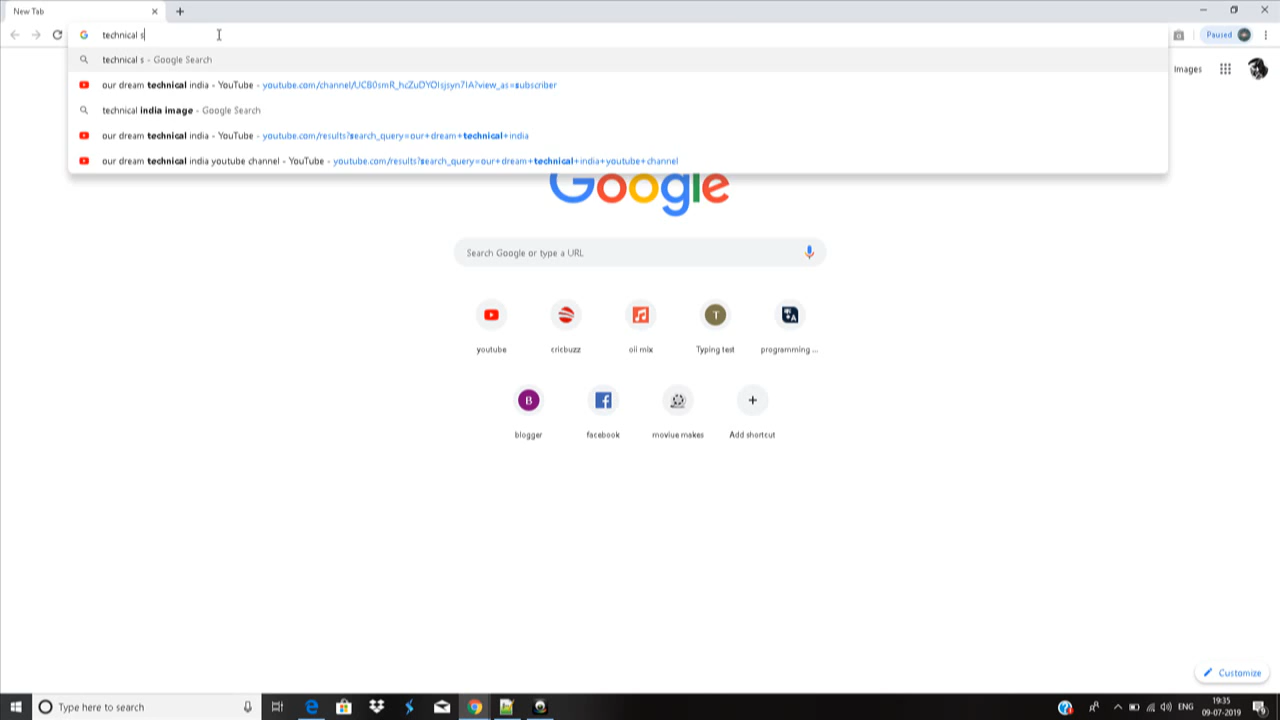 New Tab
technical s
Paused
technical s - Google Search
our dream technical india - YouTube - youtube.com/channel/UCB0smR_hcZuDYOIsjsyn7IA?view_as=subscriber
technical india image - Google Search
our dream technical india - YouTube - youtube.com/results?search_query=our+dream+technical+india
our dream technical india youtube channel - YouTube - youtube.com/results?search_query=our+dream+technical+india+youtube+channel
Images
Google
Search Google or type a URL
T
youtube
cricbuzz
oii mix
Typing test
programming ...
B
blogger
facebook
moviue makes
Add shortcut
Customize
Type here to search
ENG
19:35
09-07-2019